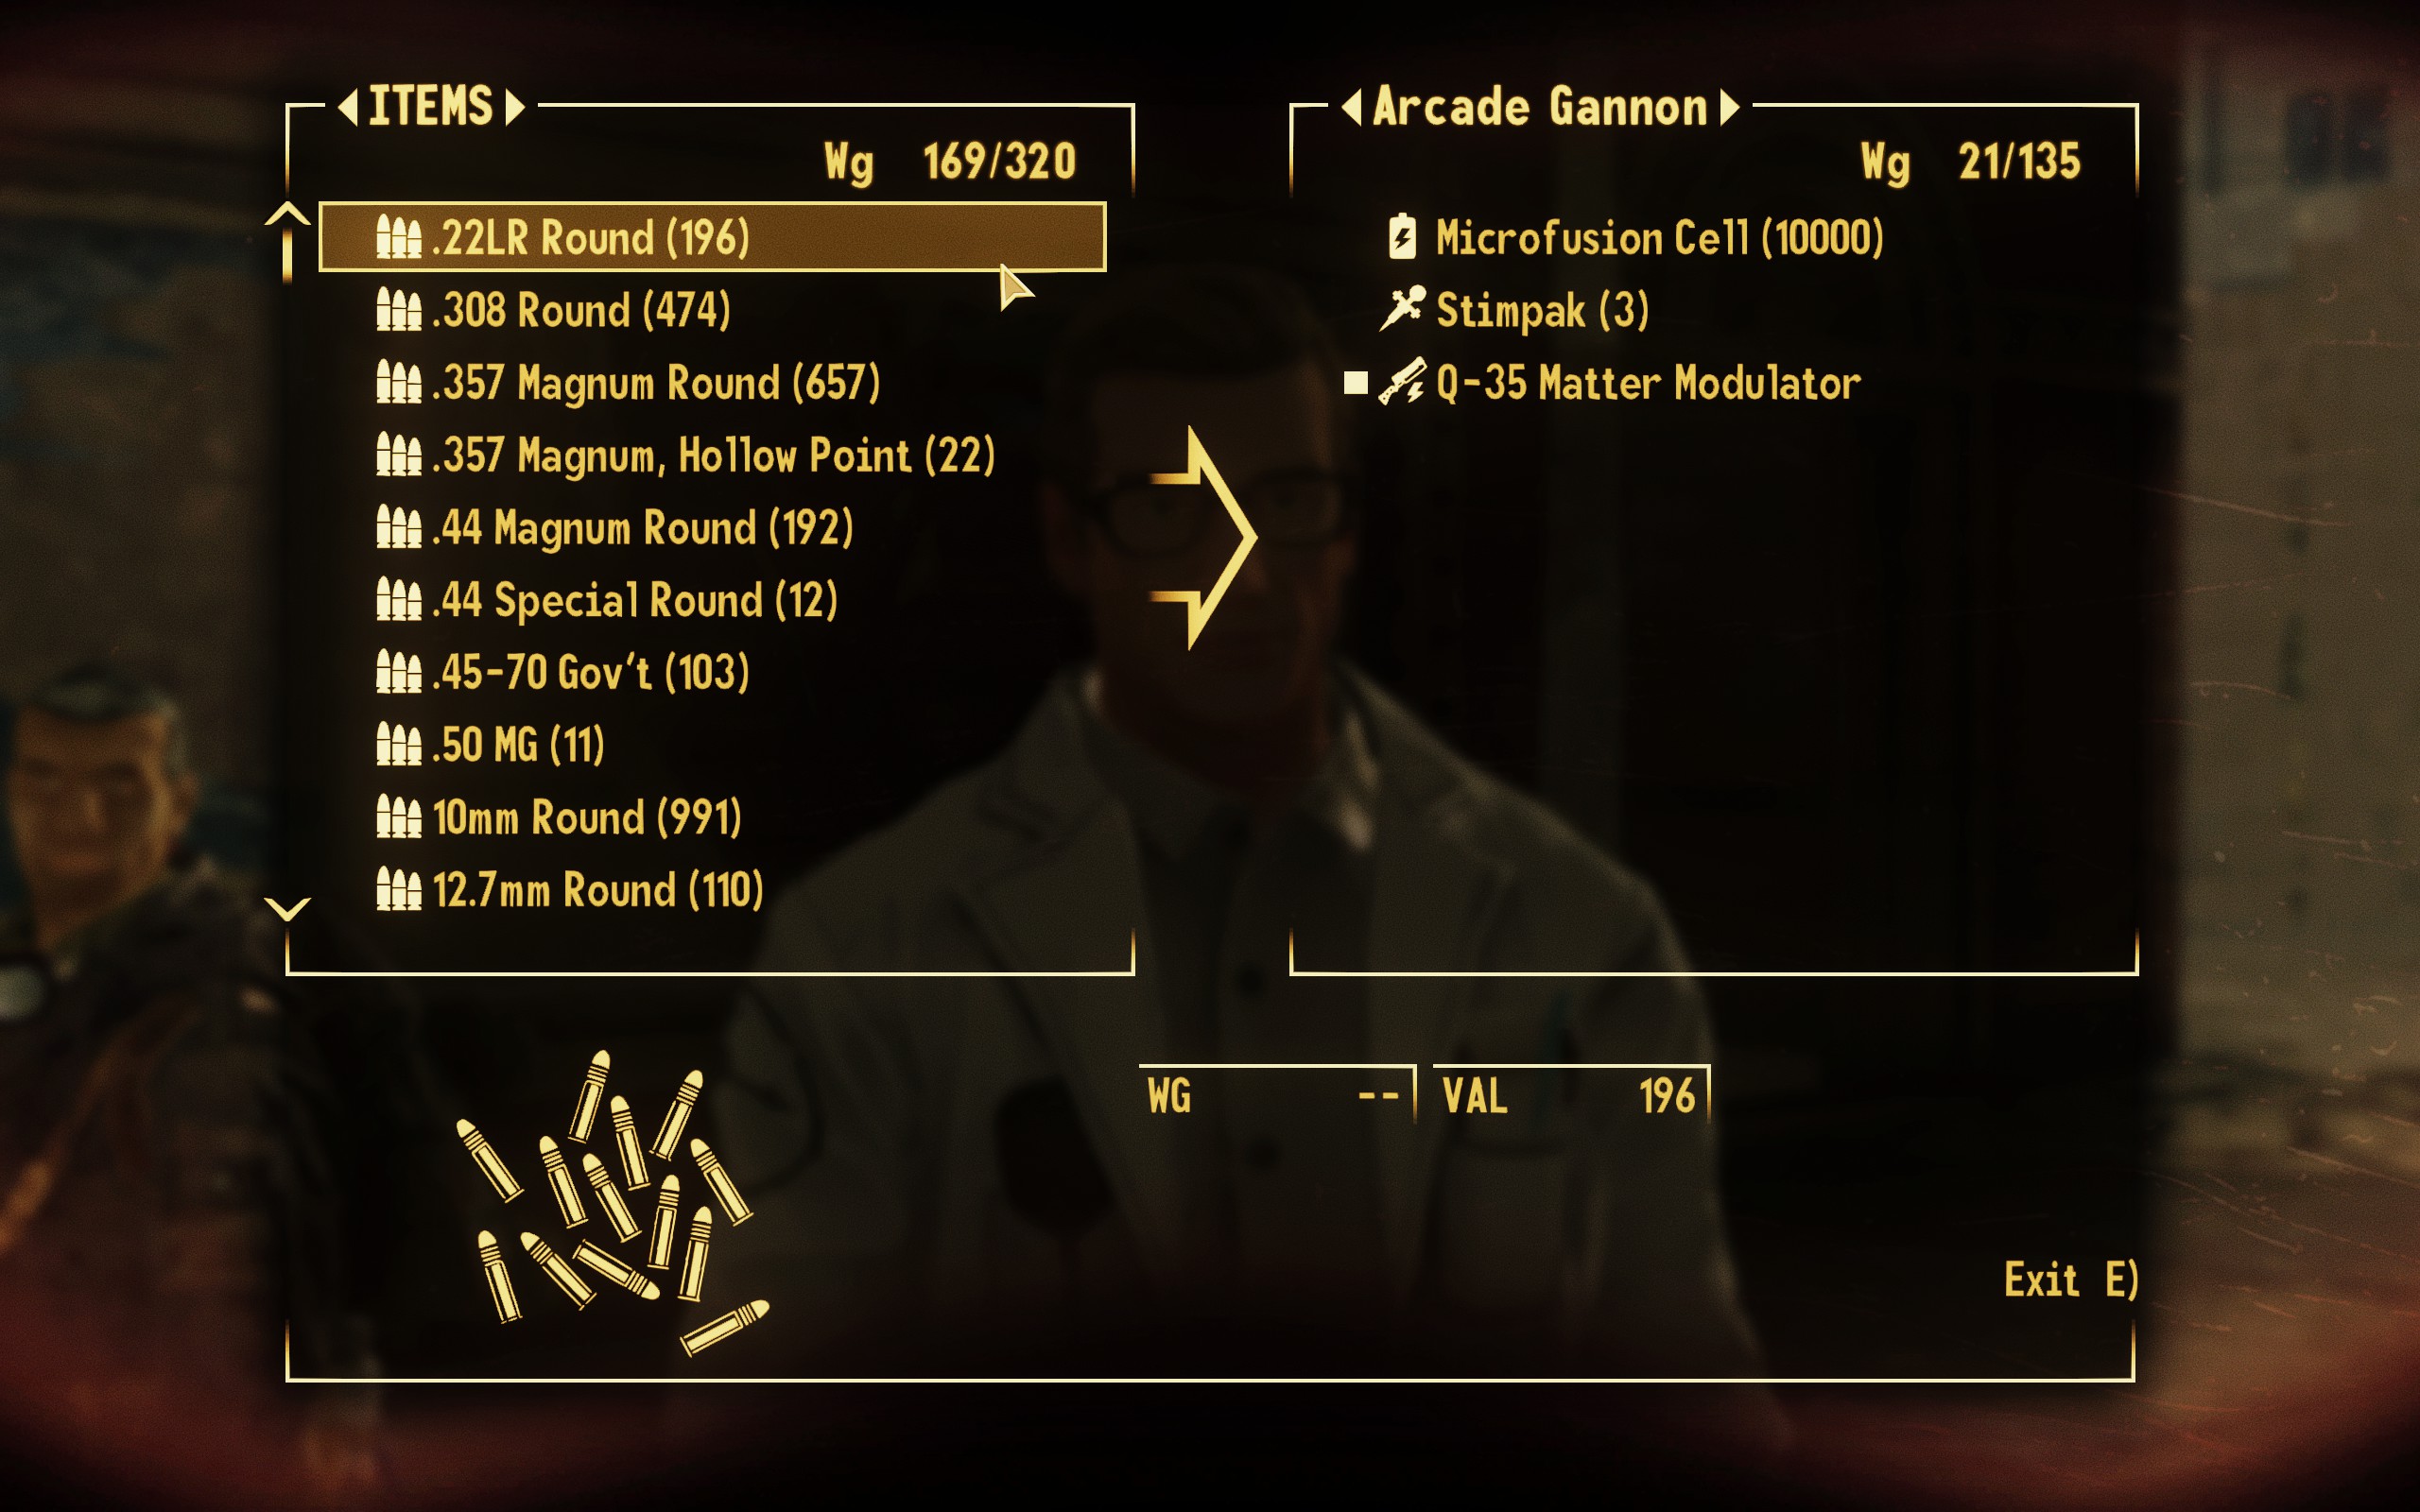 ITEMS
Wg 169/320
.22LR Round (196)
.308 Round (474)
.357 Magnum Round (657)
.357 Magnum, Hollow Point (22)
.44 Magnum Round (192)
.44 Special Round (12)
.45-70 Gov't (103)
.50 MG (11)
10mm Round (991)
12.7mm Round (110)
Arcade Gannon
Wg 21/135
Microfusion Cell (10000)
Stimpak (3)
Q-35 Matter Modulator
WG --
VAL 196
Exit E)